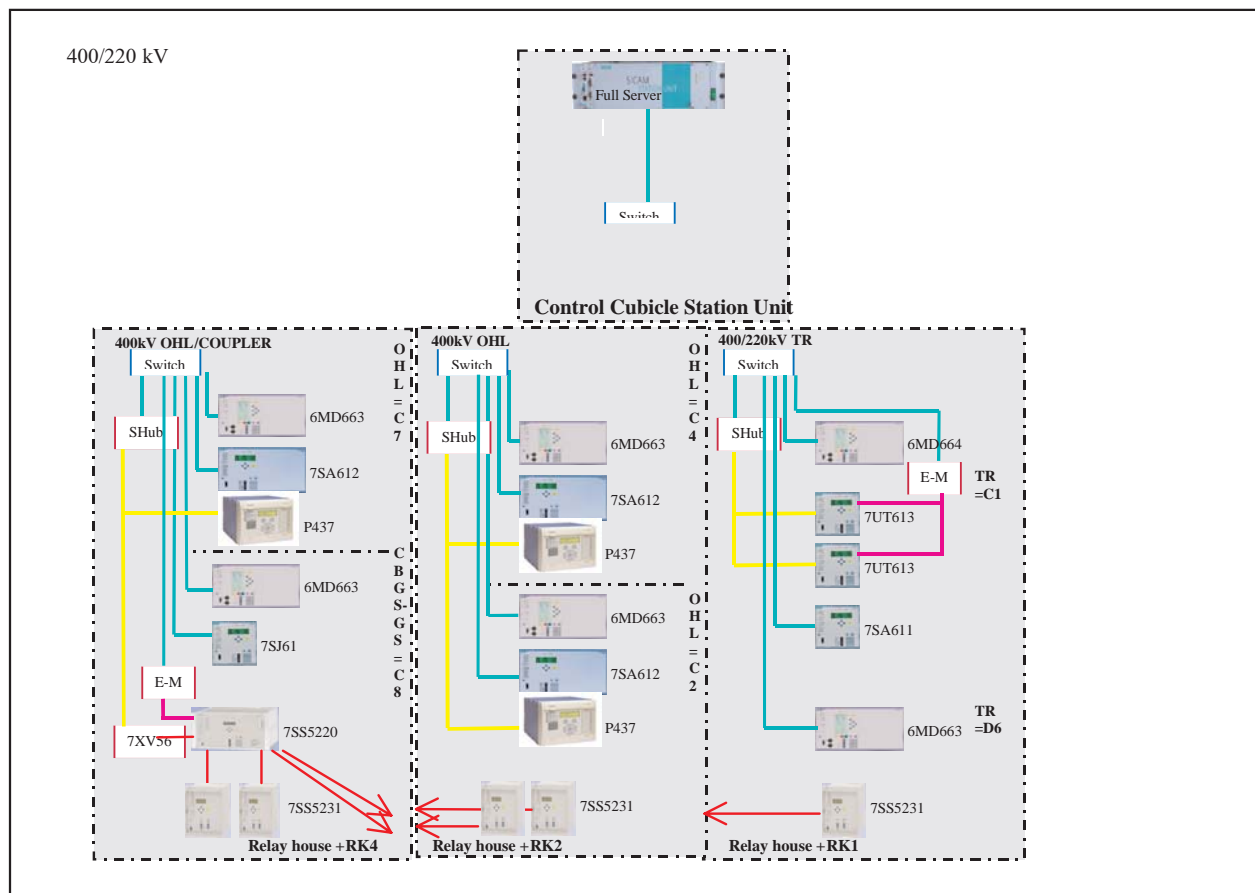 400/220 kV
SICAM
Full Server
Switch
Control Cubicle Station Unit
400kV OHL/COUPLER
Switch
OHL=C7
6MD663
SHub
7SA612
P437
CBGS-GS=C8
6MD663
7SJ61
E-M
7XV56
7SS5220
7SS5231
Relay house +RK4
400kV OHL
Switch
OHL=C4
6MD663
SHub
7SA612
P437
OHL=C2
6MD663
7SA612
P437
7SS5231
Relay house +RK2
400/220kV TR
Switch
SHub
6MD664
E-M
TR
=C1
7UT613
7UT613
7SA611
TR
=D6
6MD663
7SS5231
Relay house +RK1